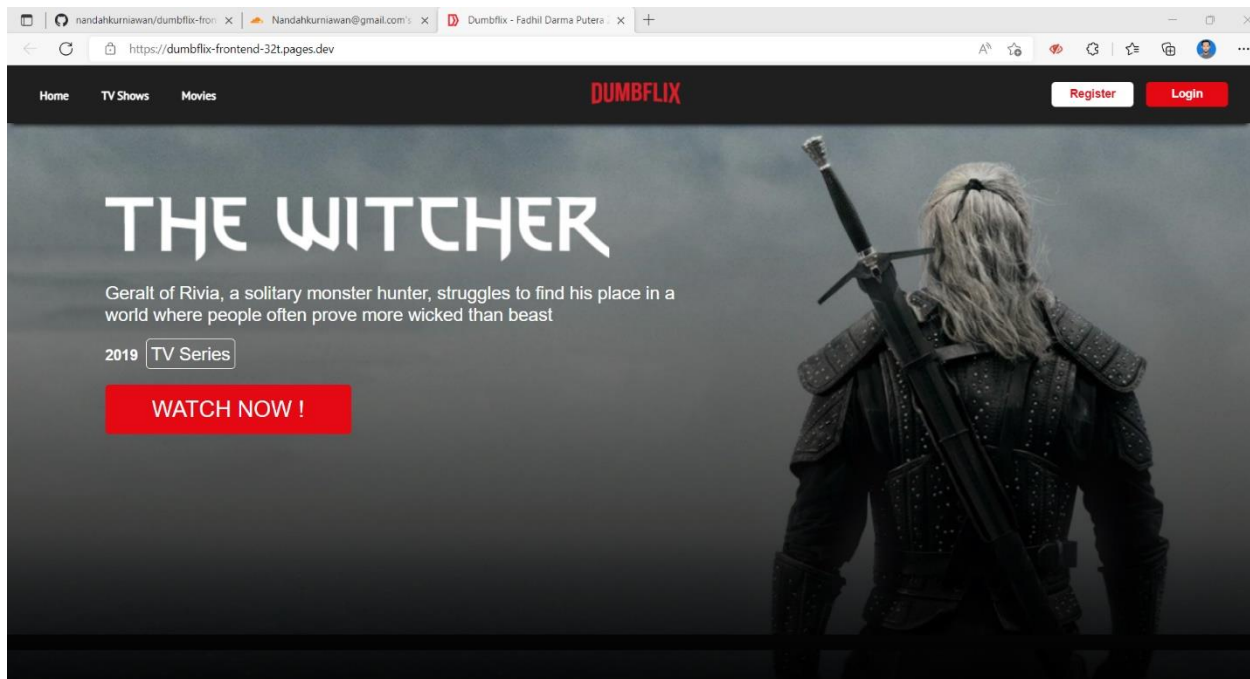 nandahkurniawan/dumbflix-fron
Nandahkurniawan@gmail.com's
Dumbflix - Fadhil Darma Putera
https://dumbflix-frontend-32t.pages.dev
Home
TV Shows
Movies
DUMBFLIX
Register
Login
THE WITCHER
Geralt of Rivia, a solitary monster hunter, struggles to find his place in a
world where people often prove more wicked than beast
2019 TV Series
WATCH NOW !